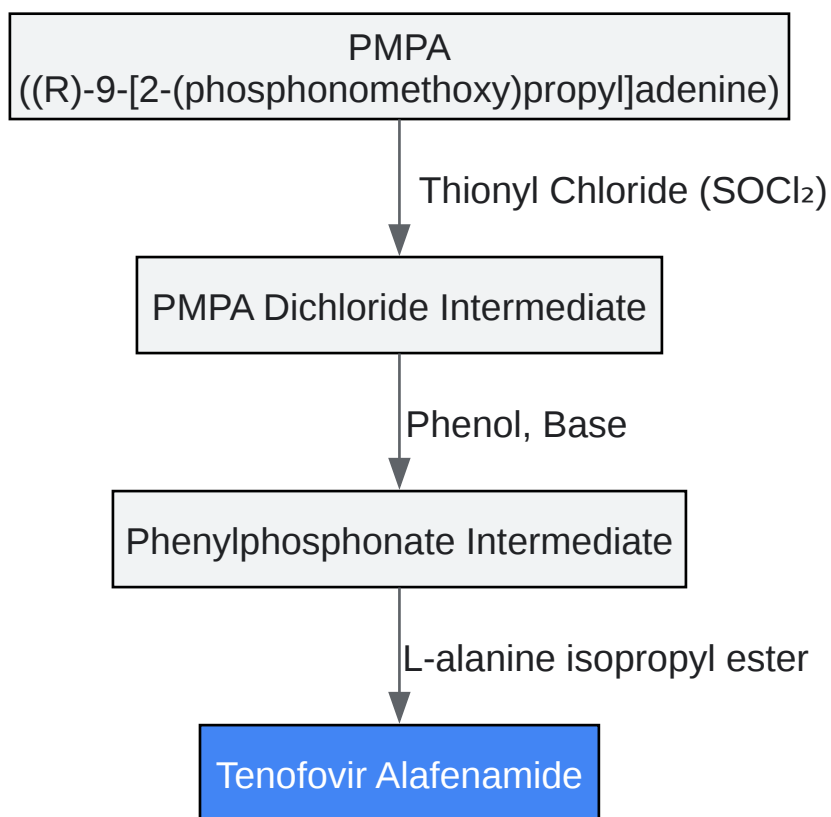 PMPA
((R)-9-[2-(phosphonomethoxy)propyl]adenine)
Thionyl Chloride (SOCl₂)
PMPA Dichloride Intermediate
Phenol, Base
Phenylphosphonate Intermediate
L-alanine isopropyl ester
Tenofovir Alafenamide